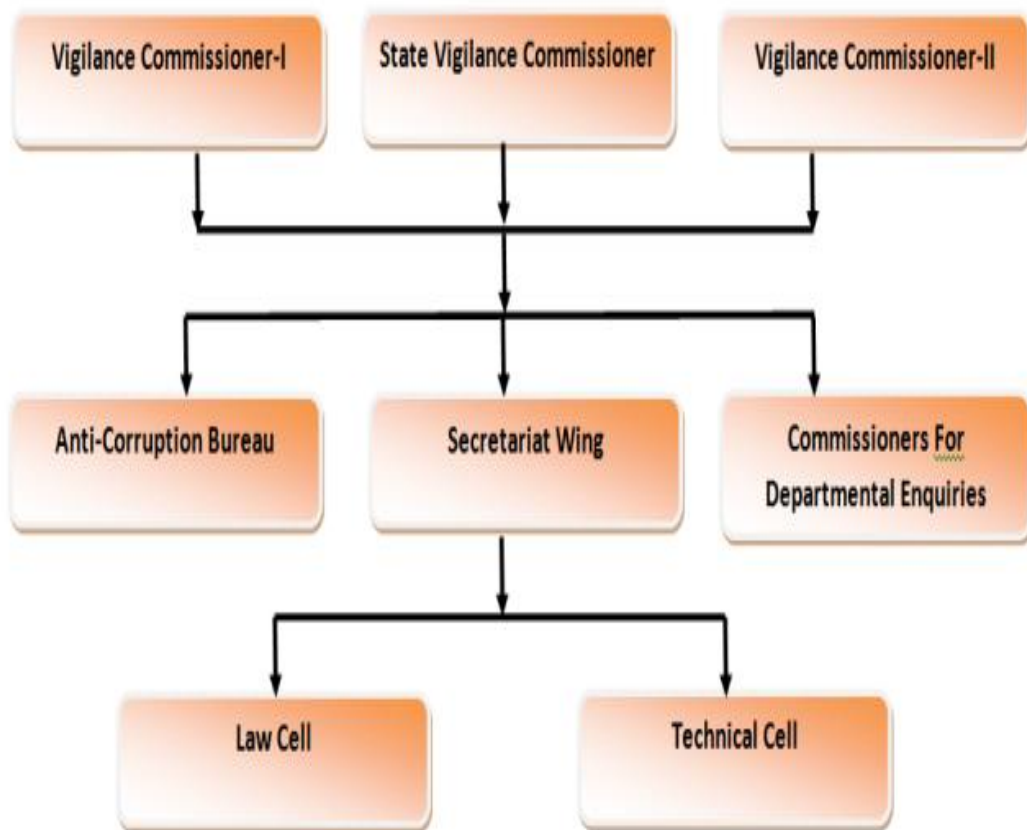 Vigilance Commissioner-I
State Vigilance Commissioner
Vigilance Commissioner-II
Anti-Corruption Bureau
Secretariat Wing
Commissioners For
Departmental Enquiries
Law Cell
Technical Cell